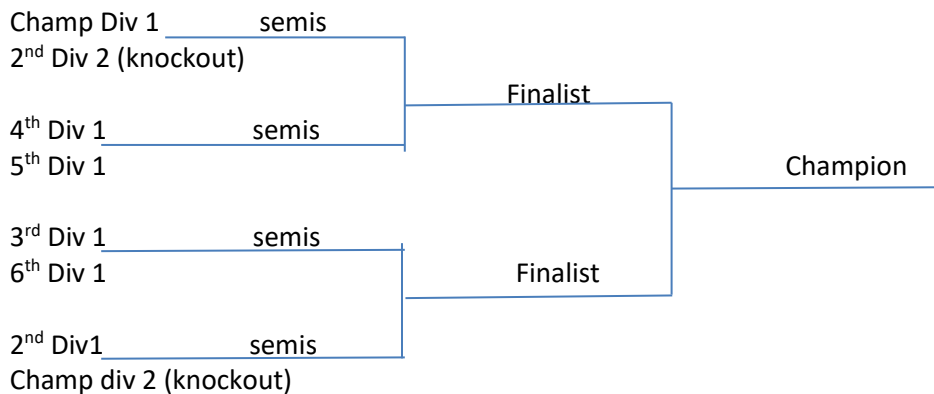 Champ Div 1 semis
2nd Div 2 (knockout)
Finalist
4th Div 1 semis
5th Div 1
Champion
3rd Div 1 semis
6th Div 1
Finalist
2nd Div1 semis
Champ div 2 (knockout)